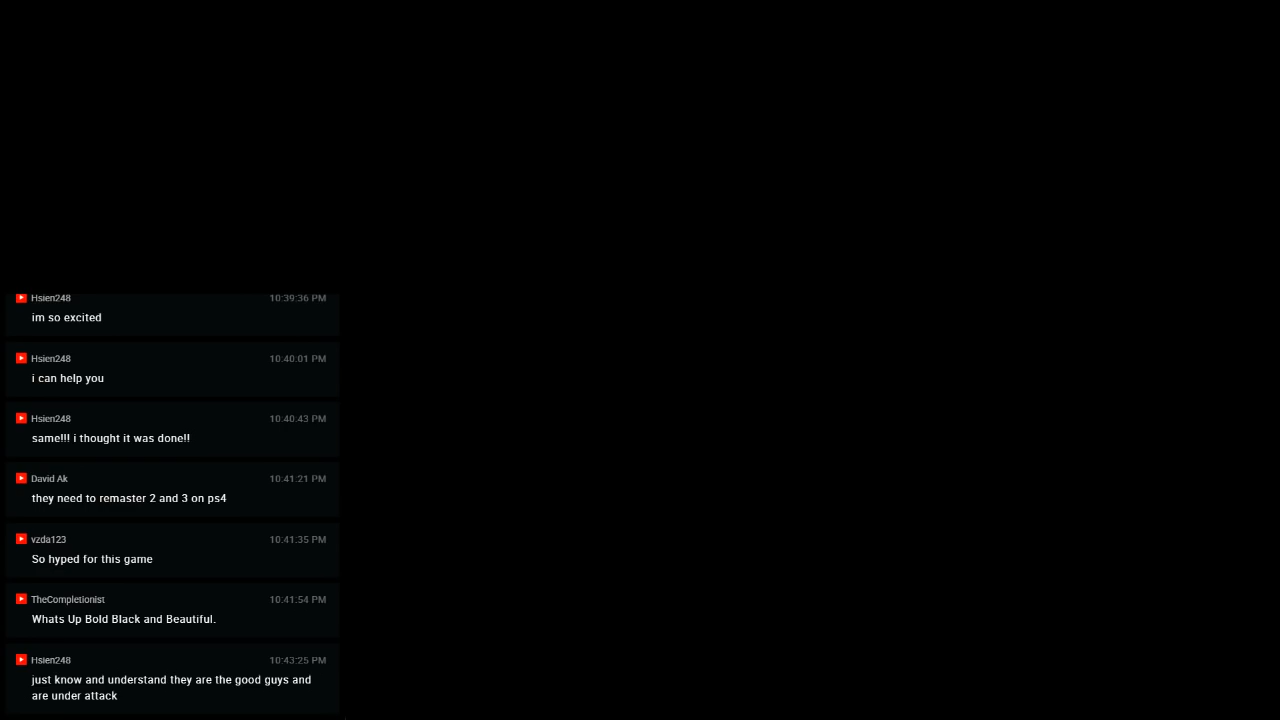 Hsien248 10:39:36 PM
im so excited
Hsien248 10:40:01 PM
i can help you
Hsien248 10:40:43 PM
same!!! i thought it was done!!
David Ak 10:41:21 PM
they need to remaster 2 and 3 on ps4
vzda123 10:41:35 PM
So hyped for this game
TheCompletionist 10:41:54 PM
Whats Up Bold Black and Beautiful.
Hsien248 10:43:25 PM
just know and understand they are the good guys and
are under attack